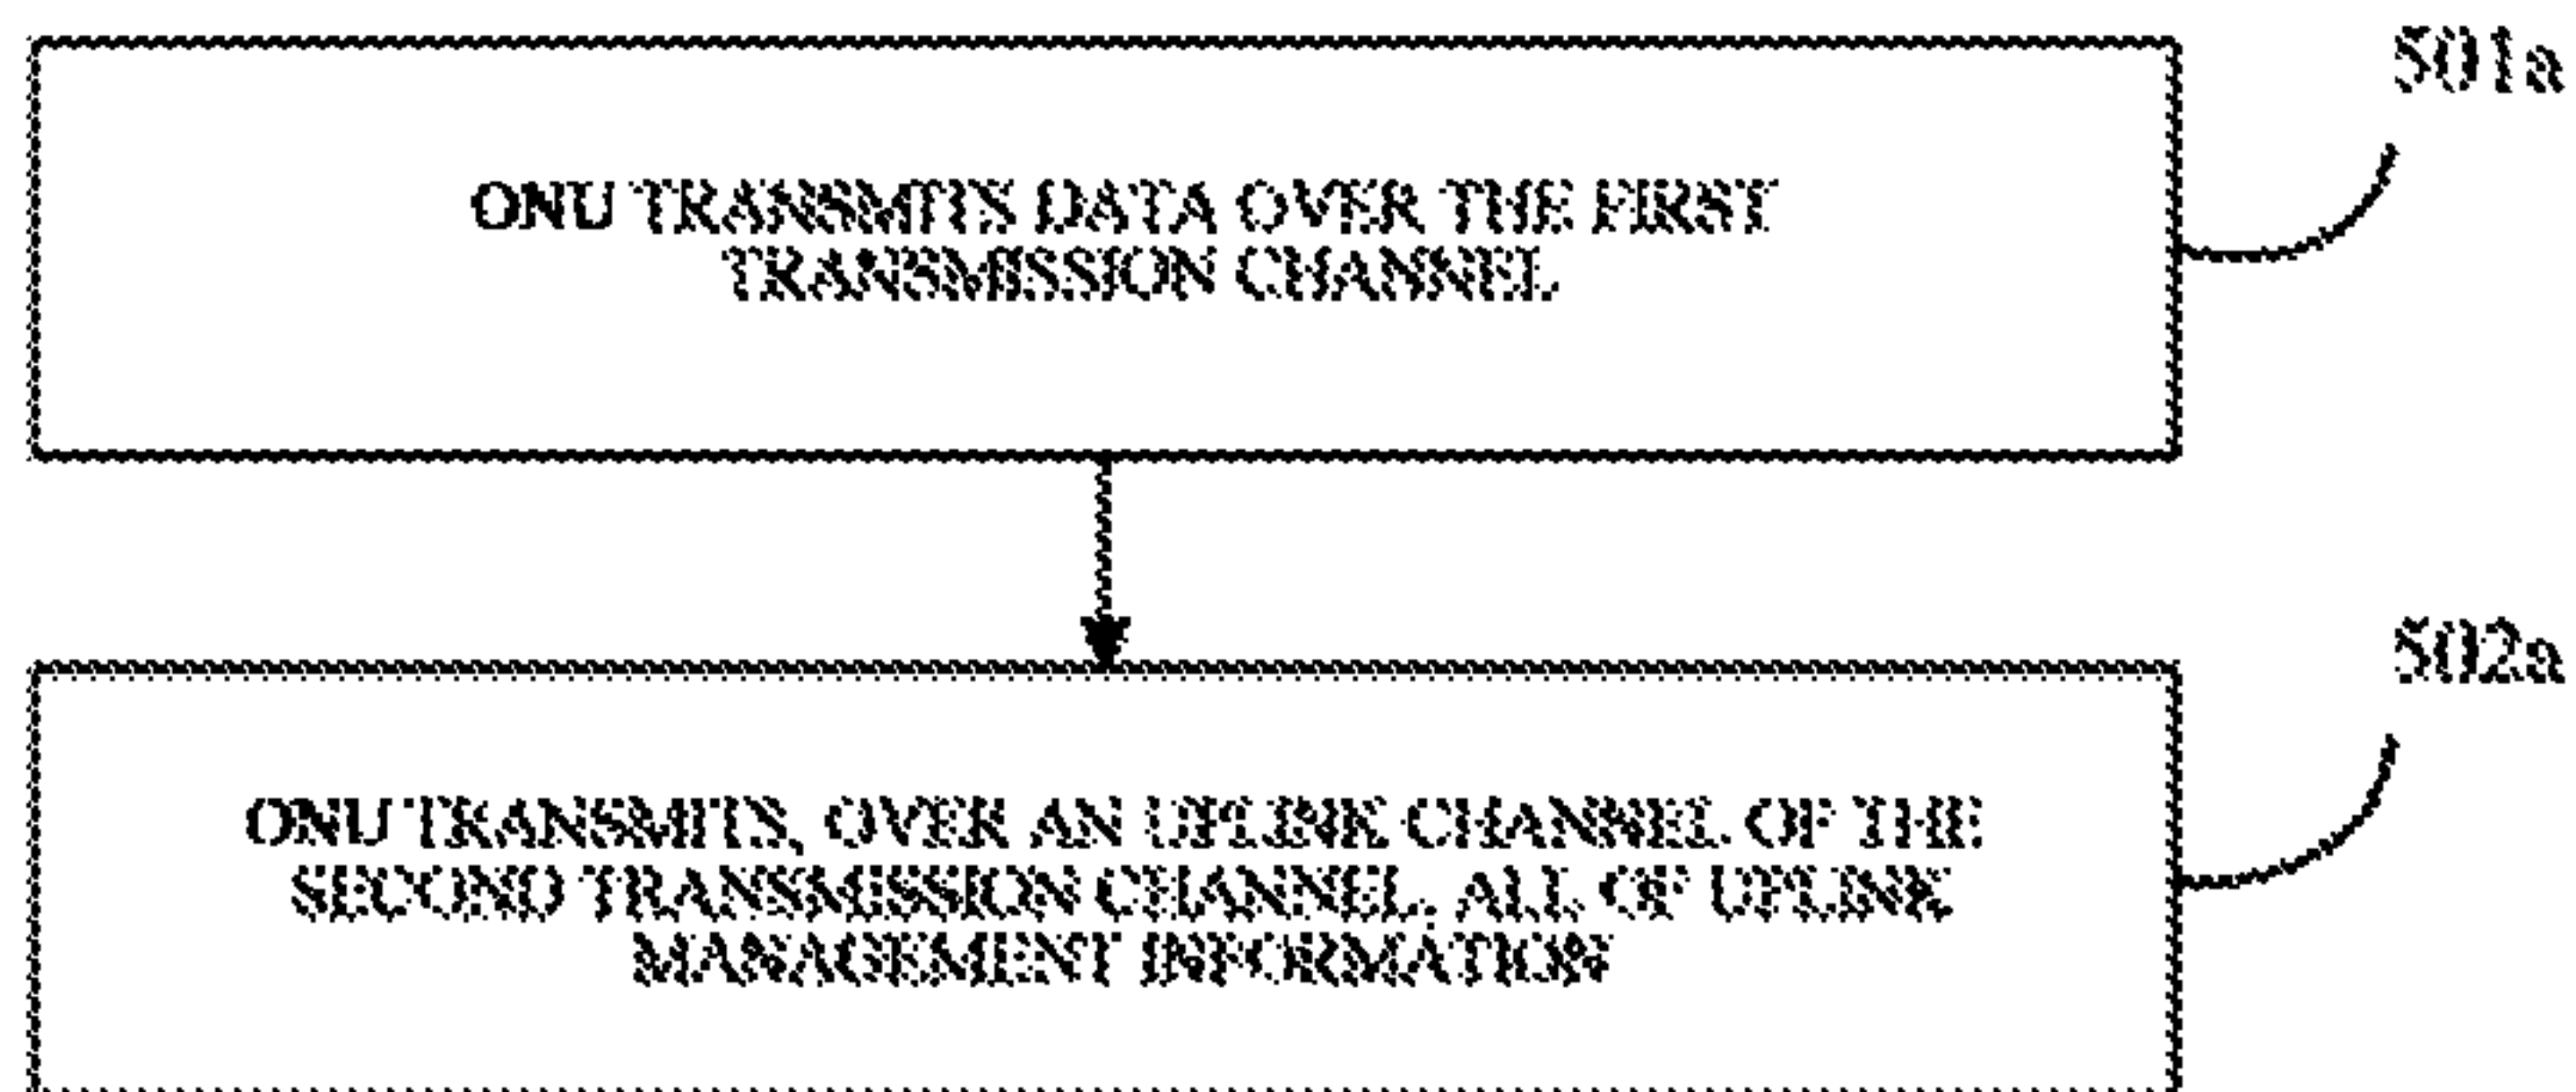 501a
ONU TRANSMITS DATA OVER THE FIRST
TRANSMISSION CHANNEL
502a
ONU TRANSMITS, OVER AN UPLINK CHANNEL OF THE
SECOND TRANSMISSION CHANNEL, ALL OF UPLINK
MANAGEMENT INFORMATION